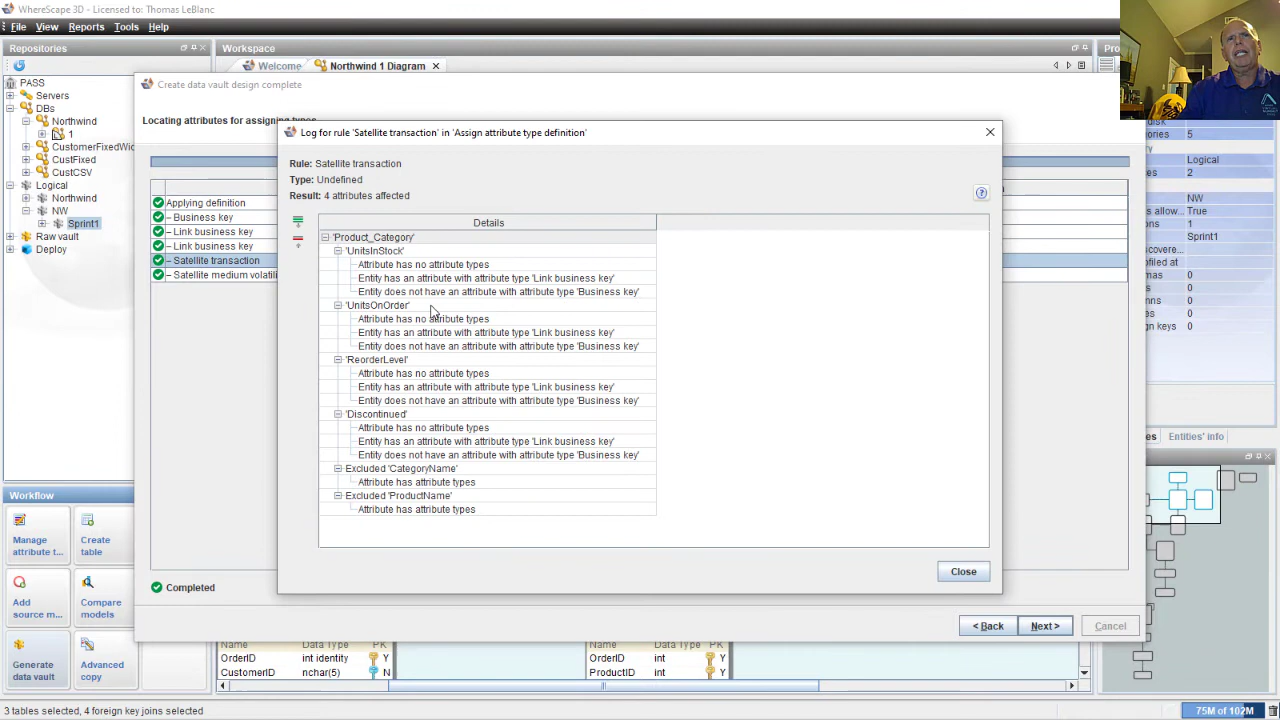 WhereScape 3D - Licensed to: Thomas LeBlanc
File View Reports Tools Help
Repositories
Workspace
Welcome
Northwind 1 Diagram
PASS
Servers
DBs
Northwind
1
CustFixed
CustCSV
Logical
Northwind
NW
Sprint1
Raw vault
Deploy
Create data vault design complete
Locating attributes for assigning types
Applying definition
– Business key
– Link business key
– Link business key
– Satellite transaction
Completed
Log for rule 'Satellite transaction' in 'Assign attribute type definition'
Rule: Satellite transaction
Type: Undefined
Result: 4 attributes affected
Details
'Product_Category'
'UnitsInStock'
Attribute has no attribute types
Entity has an attribute with attribute type 'Link business key'
Entity does not have an attribute with attribute type 'Business key'
'UnitsOnOrder'
Attribute has no attribute types
Entity has an attribute with attribute type 'Link business key'
Entity does not have an attribute with attribute type 'Business key'
'ReorderLevel'
Attribute has no attribute types
Entity has an attribute with attribute type 'Link business key'
Entity does not have an attribute with attribute type 'Business key'
'Discontinued'
Attribute has no attribute types
Entity has an attribute with attribute type 'Link business key'
Entity does not have an attribute with attribute type 'Business key'
Excluded 'CategoryName'
Attribute has attribute types
Excluded 'ProductName'
Attribute has attribute types
Close
< Back
Next >
Cancel
5
Logical
2
NW
True
1
Sprint1
0
0
0
0
Entities' info
Workflow
Manage
attribute t...
Create
table
Add
source m...
Compare
models
Generate
data vault
Advanced
copy
Name Data Type PK
OrderID int identity Y
CustomerID nchar(5) N
Name Data Type PK
OrderID int Y
ProductID int Y
3 tables selected, 4 foreign key joins selected
75M of 102M